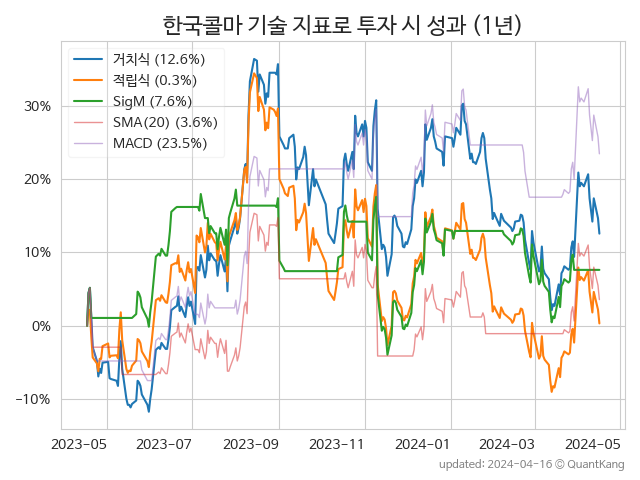 한국콜마 기술 지표로 투자 시 성과 (1년)
거치식 (12.6%)
적립식 (0.3%)
SigM (7.6%)
SMA(20) (3.6%)
MACD (23.5%)
30%
20%
10%
0%
−10%
2023-05 2023-07 2023-09 2023-11 2024-01 2024-03 2024-05
updated: 2024-04-16 © QuantKang